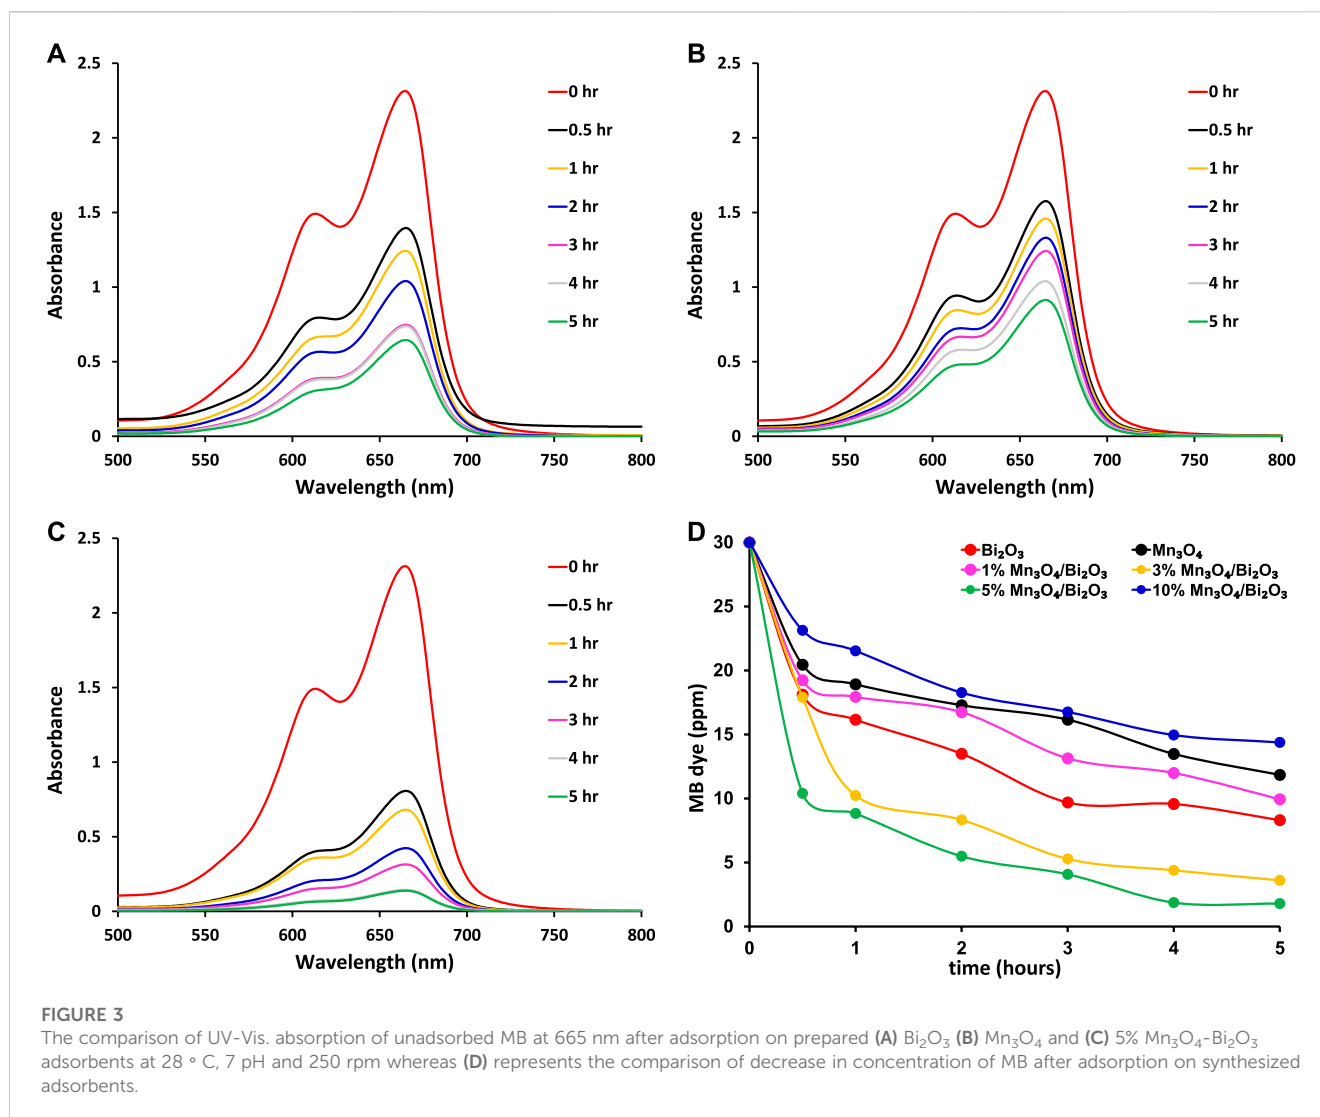 A
2.5
2
1.5
1
0.5
0
500
550
600
650
700
750
800
Absorbance
Wavelength (nm)
0 hr
0.5 hr
1 hr
2 hr
3 hr
4 hr
5 hr
B
2.5
2
1.5
1
0.5
0
500
550
600
650
700
750
800
Absorbance
Wavelength (nm)
0 hr
0.5 hr
1 hr
2 hr
3 hr
4 hr
5 hr
C
2.5
2
1.5
1
0.5
0
500
550
600
650
700
750
800
Absorbance
Wavelength (nm)
0 hr
0.5 hr
1 hr
2 hr
3 hr
4 hr
5 hr
D
30
25
20
15
10
5
0
0
1
2
3
4
5
MB dye (ppm)
time (hours)
Bi₂O₃ Mn₃O₄
1% Mn₃O₄/Bi₂O₃ 3% Mn₃O₄/Bi₂O₃
5% Mn₃O₄/Bi₂O₃ 10% Mn₃O₄/Bi₂O₃
FIGURE 3
The comparison of UV-Vis. absorption of unadsorbed MB at 665 nm after adsorption on prepared (A) Bi₂O₃ (B) Mn₃O₄ and (C) 5% Mn₃O₄-Bi₂O₃
adsorbents at 28 ° C, 7 pH and 250 rpm whereas (D) represents the comparison of decrease in concentration of MB after adsorption on synthesized
adsorbents.